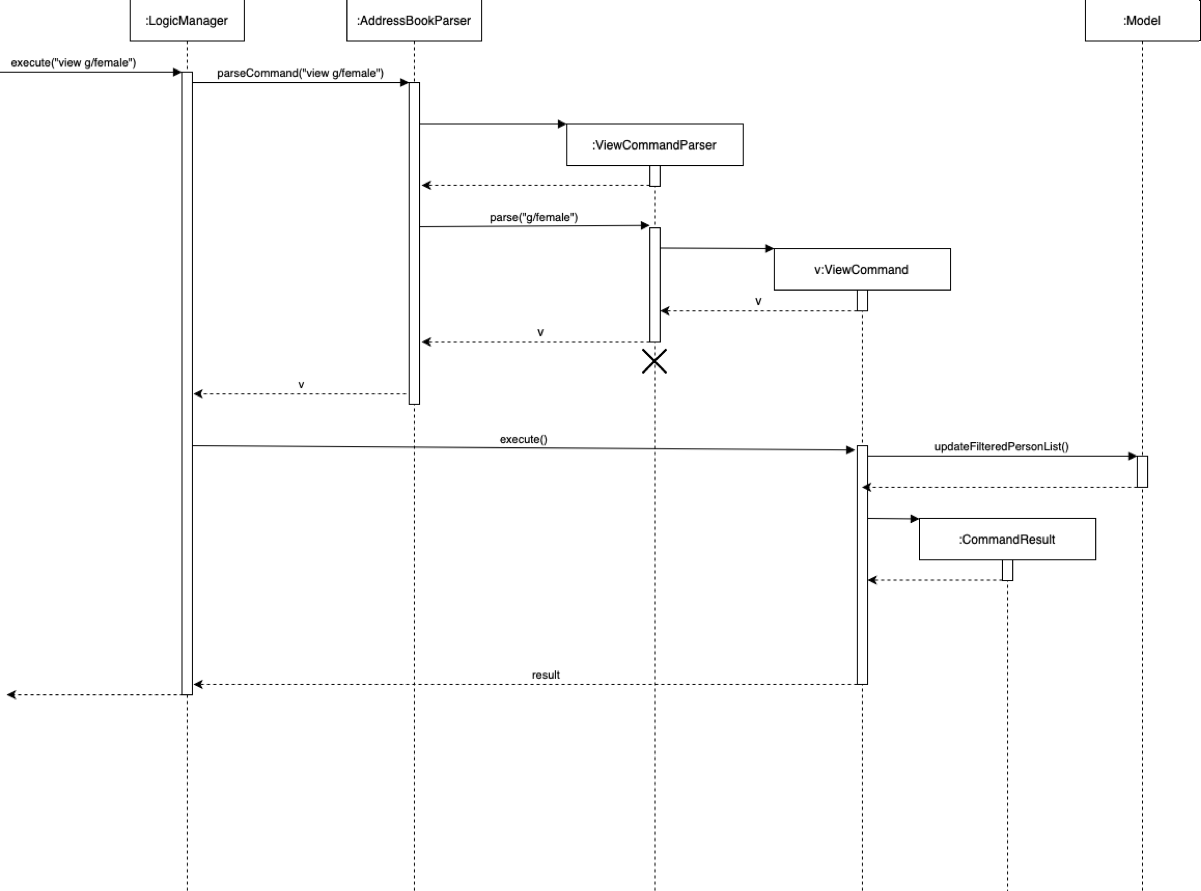 :LogicManager
:AddressBookParser
:Model
execute("view g/female")
parseCommand("view g/female")
:ViewCommandParser
parse("g/female")
v:ViewCommand
v
v
v
execute()
updateFilteredPersonList()
:CommandResult
result